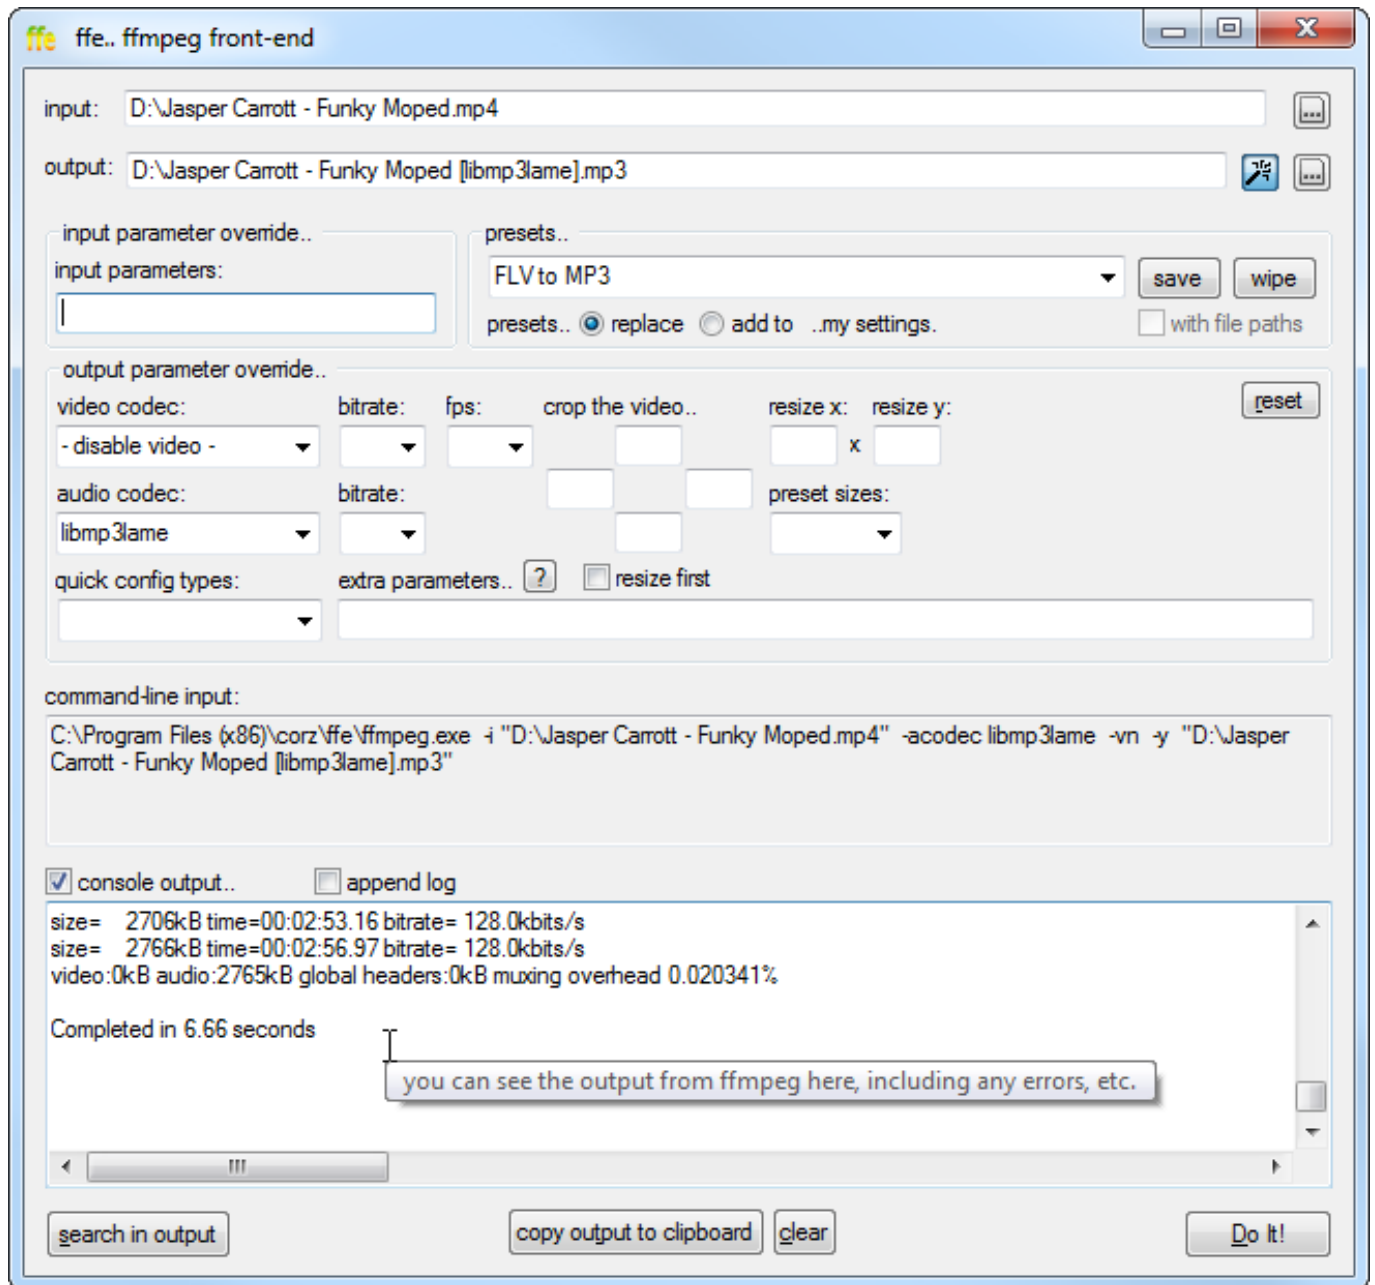 ffe ffe.. ffmpeg front-end
input: D:\Jasper Carrott - Funky Moped.mp4 ...
output: D:\Jasper Carrott - Funky Moped [libmp3lame].mp3 ...
input parameter override..
input parameters:
presets..
FLV to MP3 save wipe
presets.. replace add to ..my settings. with file paths
output parameter override..
reset
video codec: bitrate: fps: crop the video.. resize x: resize y:
- disable video - x
audio codec: bitrate: preset sizes:
libmp3lame
quick config types: extra parameters.. ? resize first
command-line input:
C:\Program Files (x86)\corz\ffe\ffmpeg.exe -i "D:\Jasper Carrott - Funky Moped.mp4" -acodec libmp3lame -vn -y "D:\Jasper
Carrott - Funky Moped [libmp3lame].mp3"
console output.. append log
size= 2706kB time=00:02:53.16 bitrate= 128.0kbits/s
size= 2766kB time=00:02:56.97 bitrate= 128.0kbits/s
video:0kB audio:2765kB global headers:0kB muxing overhead 0.020341%
Completed in 6.66 seconds
you can see the output from ffmpeg here, including any errors, etc.
search in output copy output to clipboard clear Do It!